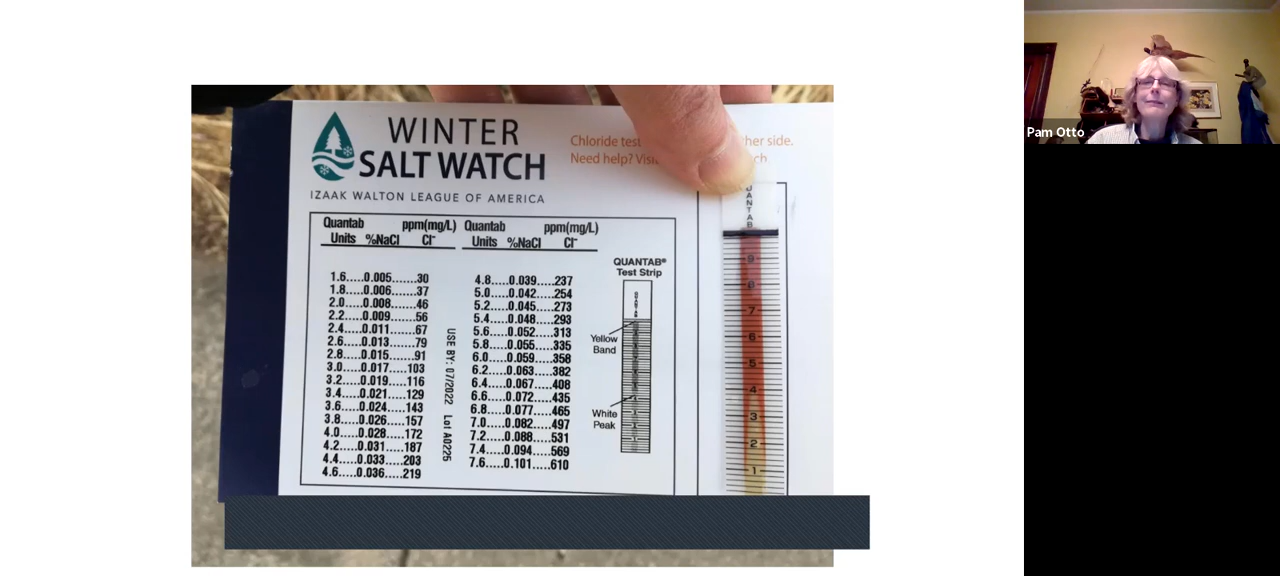 WINTER
SALT WATCH
IZAAK WALTON LEAGUE OF AMERICA
Chloride her side.
Need help? ch
Quantab ppm(mg/L)
Units %NaCl Cl-
1.6.....0.005.......30
1.8.....0.006.......37
2.0.....0.008.......46
2.2.....0.009.......56
2.4.....0.011.......67
2.6.....0.013.......79
2.8.....0.015.......91
3.0.....0.017......103
3.2.....0.019......116
3.4.....0.021......129
3.6.....0.024......143
3.8.....0.026......157
4.0.....0.028......172
4.2.....0.031......187
4.4.....0.033......203
4.6.....0.036......219
USE BY: 07/2022 Lot A0225
Quantab ppm(mg/L)
Units %NaCl Cl-
4.8.....0.039.....237
5.0.....0.042.....254
5.2.....0.045.....273
5.4.....0.048.....293
5.6.....0.052.....313
5.8.....0.055.....335
6.0.....0.059.....358
6.2.....0.063.....382
6.4.....0.067.....408
6.6.....0.072.....435
6.8.....0.077.....465
7.0.....0.082.....497
7.2.....0.088.....531
7.4.....0.094.....569
7.6.....0.101.....610
QUANTAB®
Test Strip
Yellow
Band
White
Peak
UANTAB
9
8
7
6
5
4
3
2
1
Pam Otto